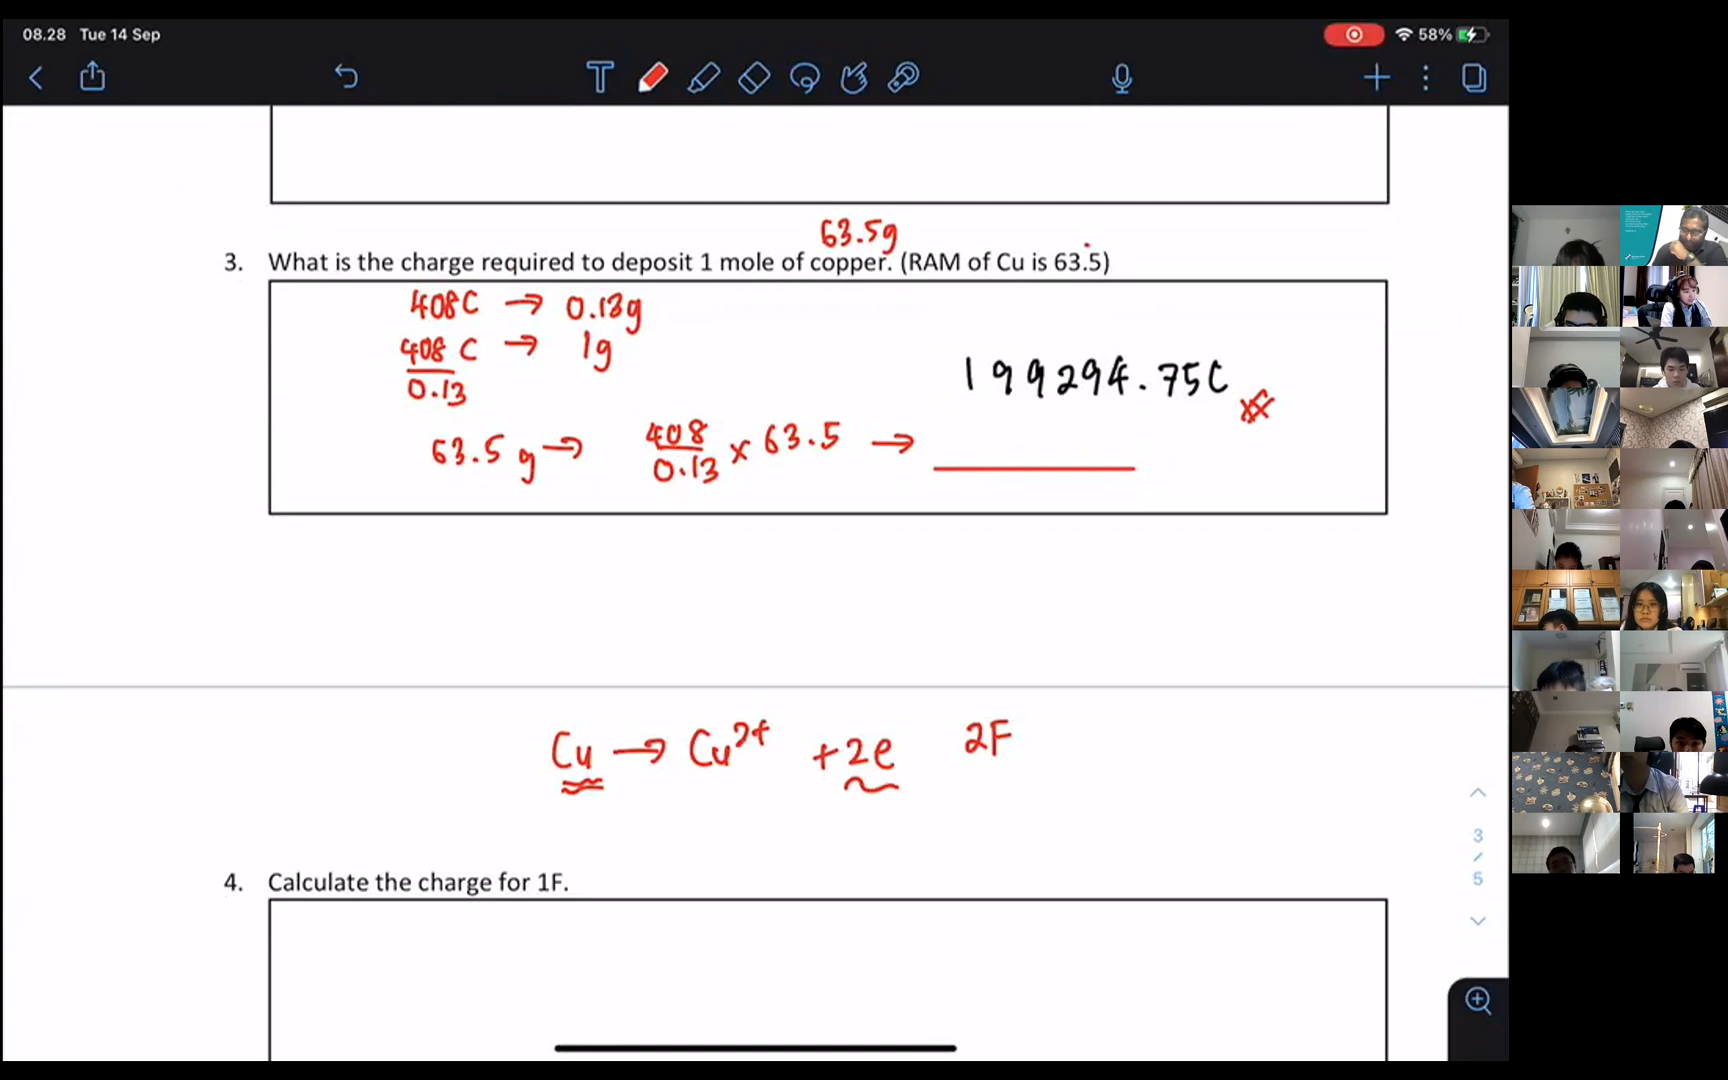 08.28 Tue 14 Sep
58%
63.5g
3. What is the charge required to deposit 1 mole of copper. (RAM of Cu is 63.5)
408C → 0.13g
408 C → 1g
0.13
199294.75C
63.5 g → 408 x 63.5 →
0.13
Cu → Cu2+ +2e 2F
3
/
5
4. Calculate the charge for 1F.